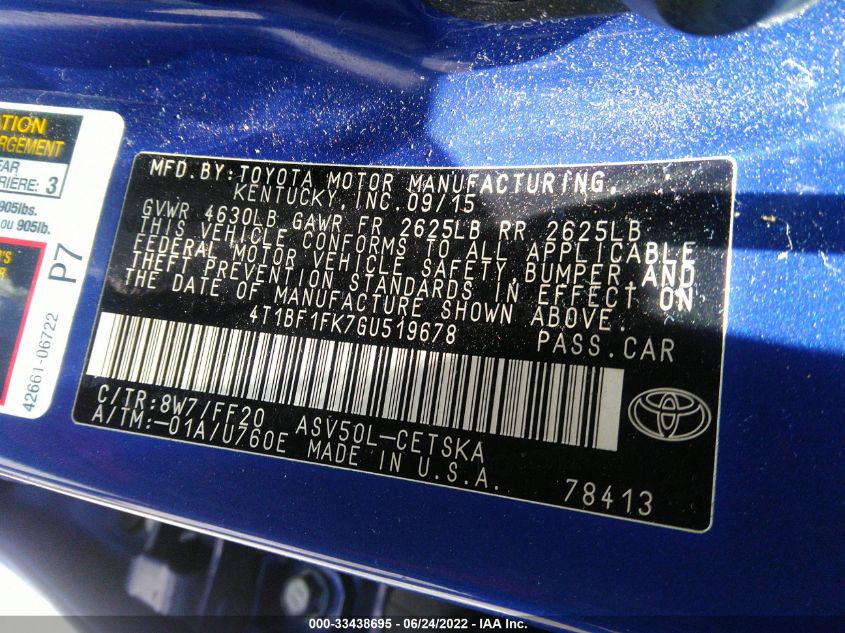 ATION
RGEMENT
EAR
RRIÈRE: 3
905lbs.
ou 905lb.
P7
42661-06722
MFD.BY:TOYOTA MOTOR MANUFACTURING,
KENTUCKY, INC. 09/15
GVWR 4630LB GAWR FR 2625LB RR 2625LB
THIS VEHICLE CONFORMS TO ALL APPLICABLE
FEDERAL MOTOR VEHICLE SAFETY, BUMPER, AND
THEFT PREVENTION STANDARDS IN EFFECT ON
THE DATE OF MANUFACTURE SHOWN ABOVE.
4T1BF1FK7GU519678 PASS.CAR
C/TR:8W7/FF20 ASV50L-CETSKA
A/TM:-01A/U760E MADE IN U.S.A.
78413
000-33438695 - 06/24/2022 - IAA Inc.